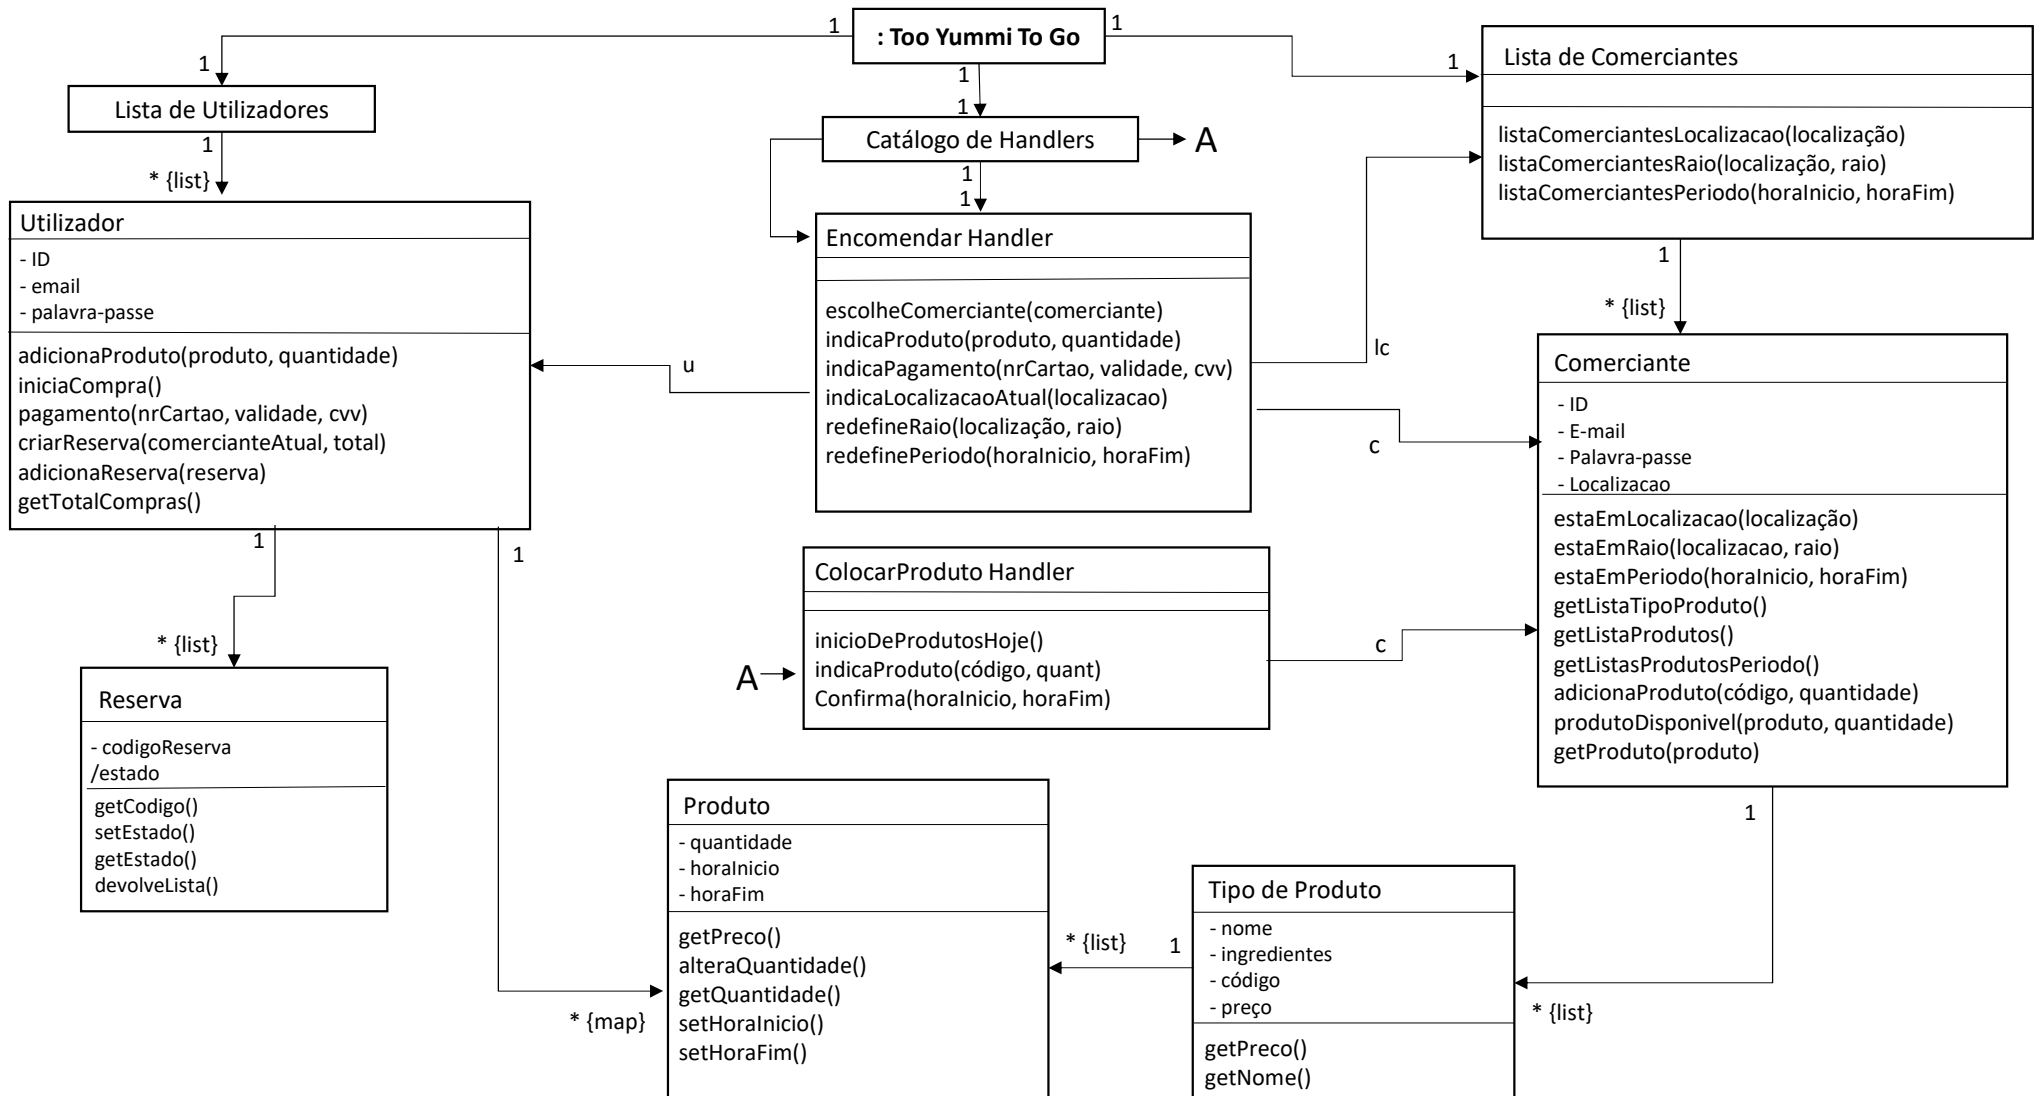 : Too Yummi To Go
1
1
1
1
1
1
Lista de Utilizadores
1
* {list}
Catálogo de Handlers
A
1
1
Lista de Comerciantes
listaComerciantesLocalizacao(localização)
listaComerciantesRaio(localização, raio)
listaComerciantesPeriodo(horaInicio, horaFim)
1
* {list}
Utilizador
- ID
- email
- palavra-passe
adicionaProduto(produto, quantidade)
iniciaCompra()
pagamento(nrCartao, validade, cvv)
criarReserva(comercianteAtual, total)
adicionaReserva(reserva)
getTotalCompras()
1
1
u
Encomendar Handler
escolheComerciante(comerciante)
indicaProduto(produto, quantidade)
indicaPagamento(nrCartao, validade, cvv)
indicaLocalizacaoAtual(localizacao)
redefineRaio(localização, raio)
redefinePeriodo(horaInicio, horaFim)
lc
c
Comerciante
- ID
- E-mail
- Palavra-passe
- Localizacao
estaEmLocalizacao(localização)
estaEmRaio(localizacao, raio)
estaEmPeriodo(horaInicio, horaFim)
getListaTipoProduto()
getListaProdutos()
getListasProdutosPeriodo()
adicionaProduto(código, quantidade)
produtoDisponivel(produto, quantidade)
getProduto(produto)
1
* {list}
ColocarProduto Handler
inicioDeProdutosHoje()
indicaProduto(código, quant)
Confirma(horaInicio, horaFim)
A
c
* {list}
Reserva
- codigoReserva
/estado
getCodigo()
setEstado()
getEstado()
devolveLista()
Produto
- quantidade
- horaInicio
- horaFim
getPreco()
alteraQuantidade()
getQuantidade()
setHoraInicio()
setHoraFim()
* {map}
* {list}
1
Tipo de Produto
- nome
- ingredientes
- código
- preço
getPreco()
getNome()